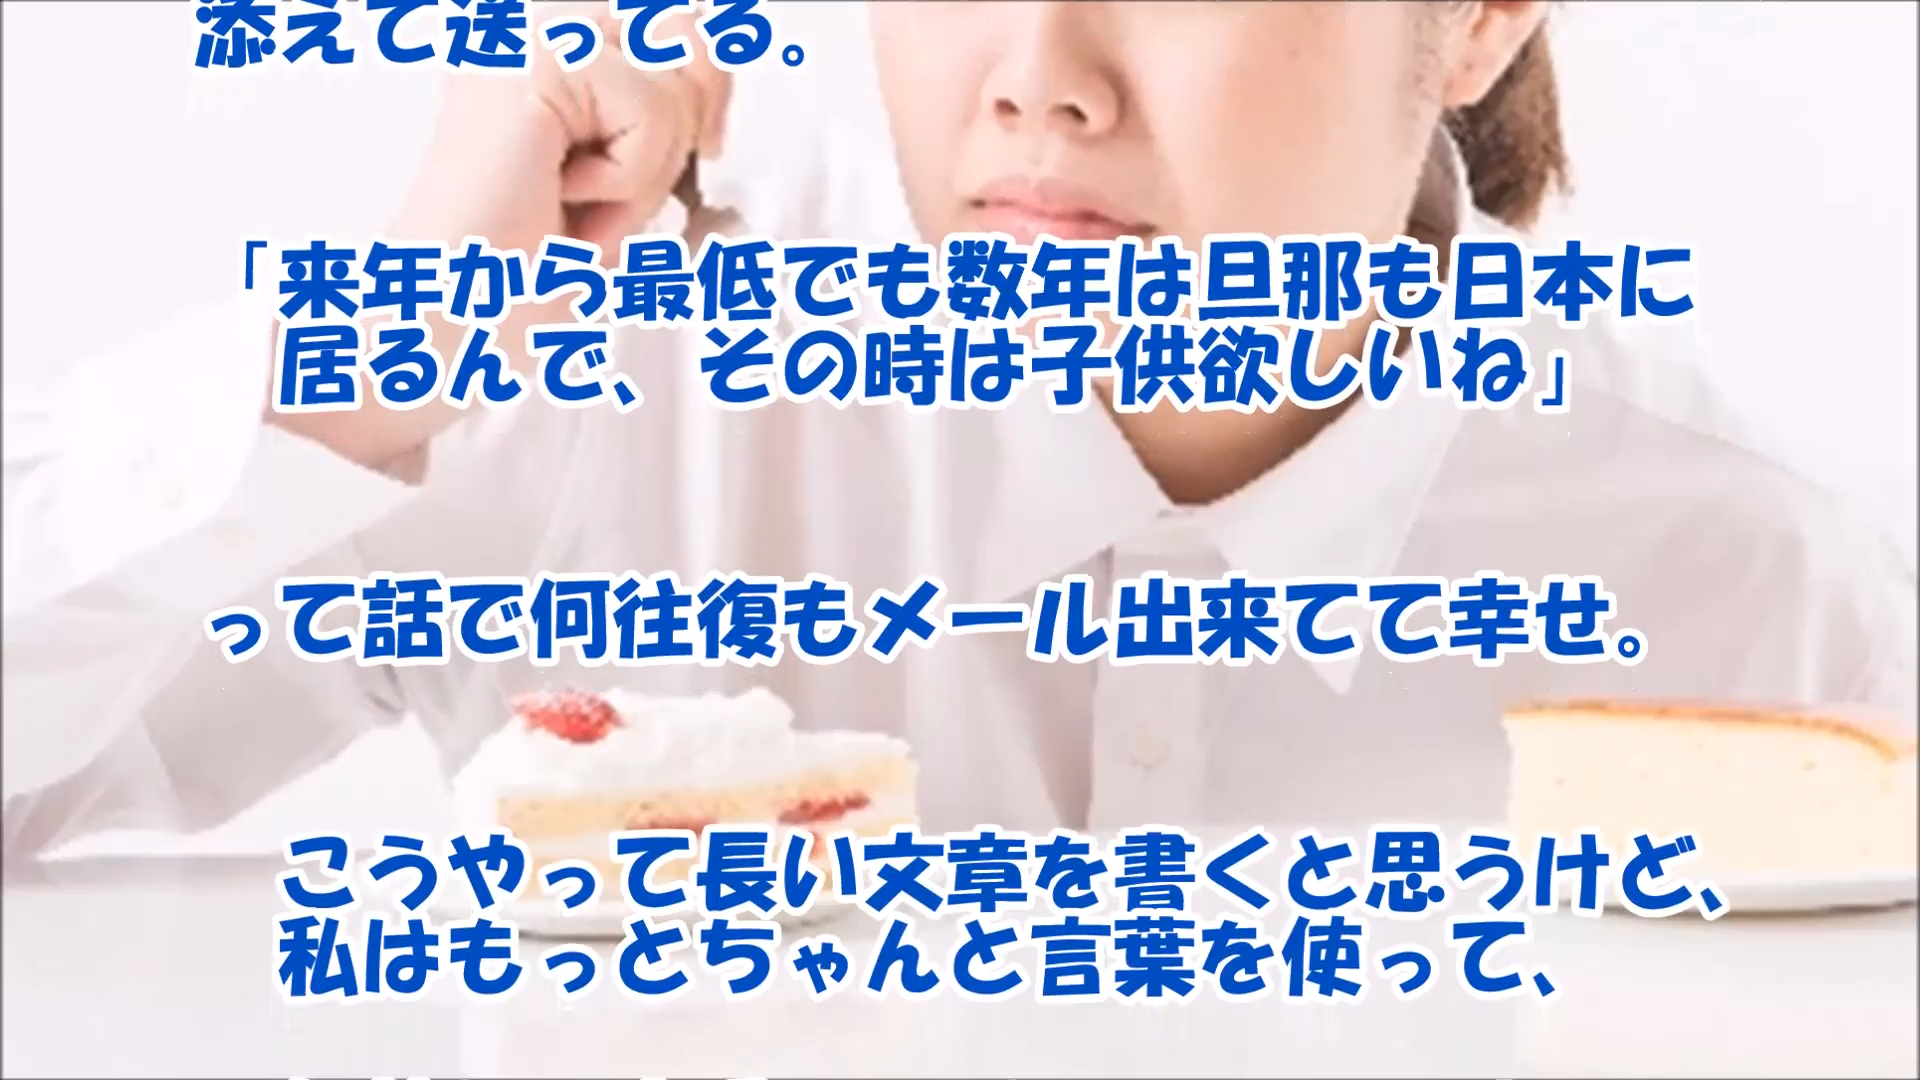 添えて送ってる。
「来年から最低でも数年は旦那も日本に
居るんで、その時は子供欲しいね」
って話で何往復もメール出来てて幸せ。
こうやって長い文章を書くと思うけど、
私はもっとちゃんと言葉を使って、